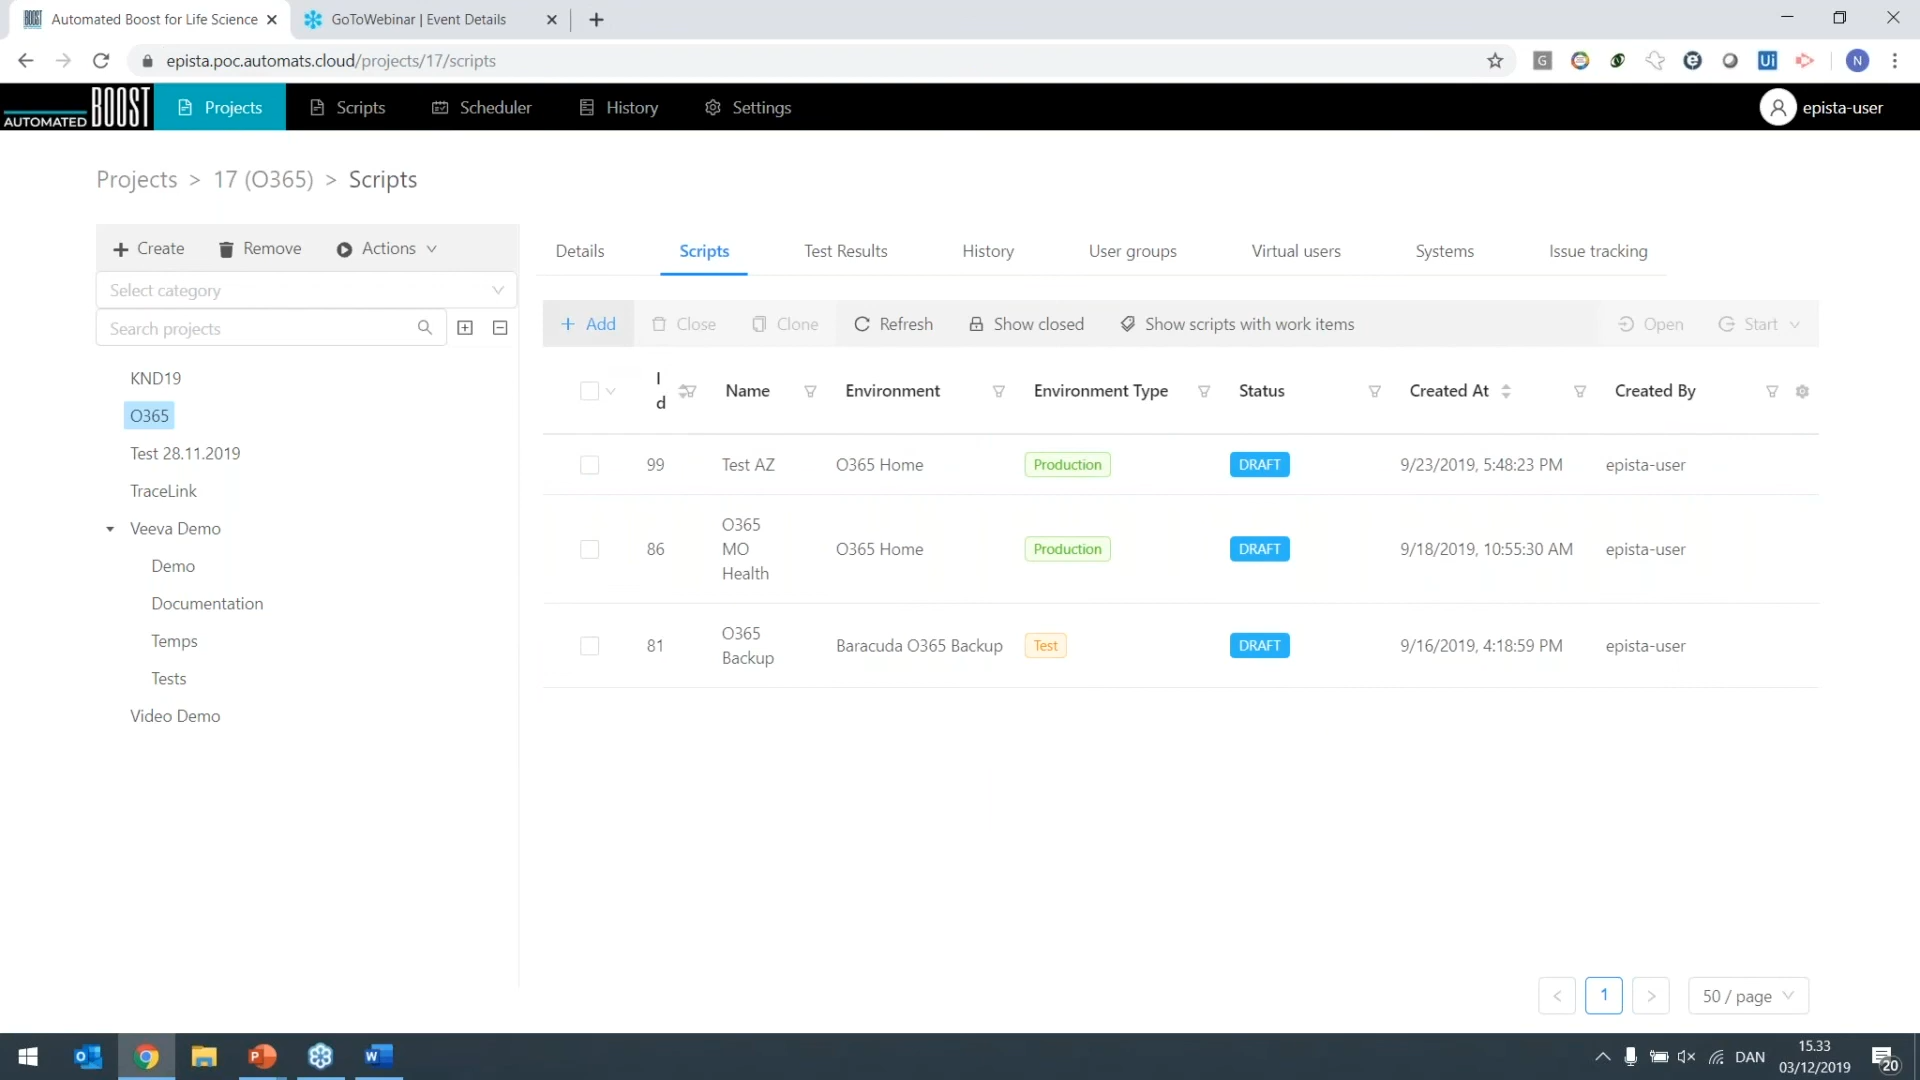 Automated Boost for Life Science
GoToWebinar | Event Details
epista.poc.automats.cloud/projects/17/scripts
G
Ui
N
AUTOMATED BOOST
Projects
Scripts
Scheduler
History
Settings
epista-user
Projects > 17 (O365) > Scripts
Create
Remove
Actions
Details
Scripts
Test Results
History
User groups
Virtual users
Systems
Issue tracking
Select category
Search projects
Add
Close
Clone
Refresh
Show closed
Show scripts with work items
Open
Start
KND19
O365
Test 28.11.2019
TraceLink
Veeva Demo
Demo
Documentation
Temps
Tests
Video Demo
Id
Name
Environment
Environment Type
Status
Created At
Created By
99
Test AZ
O365 Home
Production
DRAFT
9/23/2019, 5:48:23 PM
epista-user
86
O365
MO
Health
O365 Home
Production
DRAFT
9/18/2019, 10:55:30 AM
epista-user
81
O365
Backup
Baracuda O365 Backup
Test
DRAFT
9/16/2019, 4:18:59 PM
epista-user
< 1 >
50 / page
DAN
15.33
03/12/2019
20